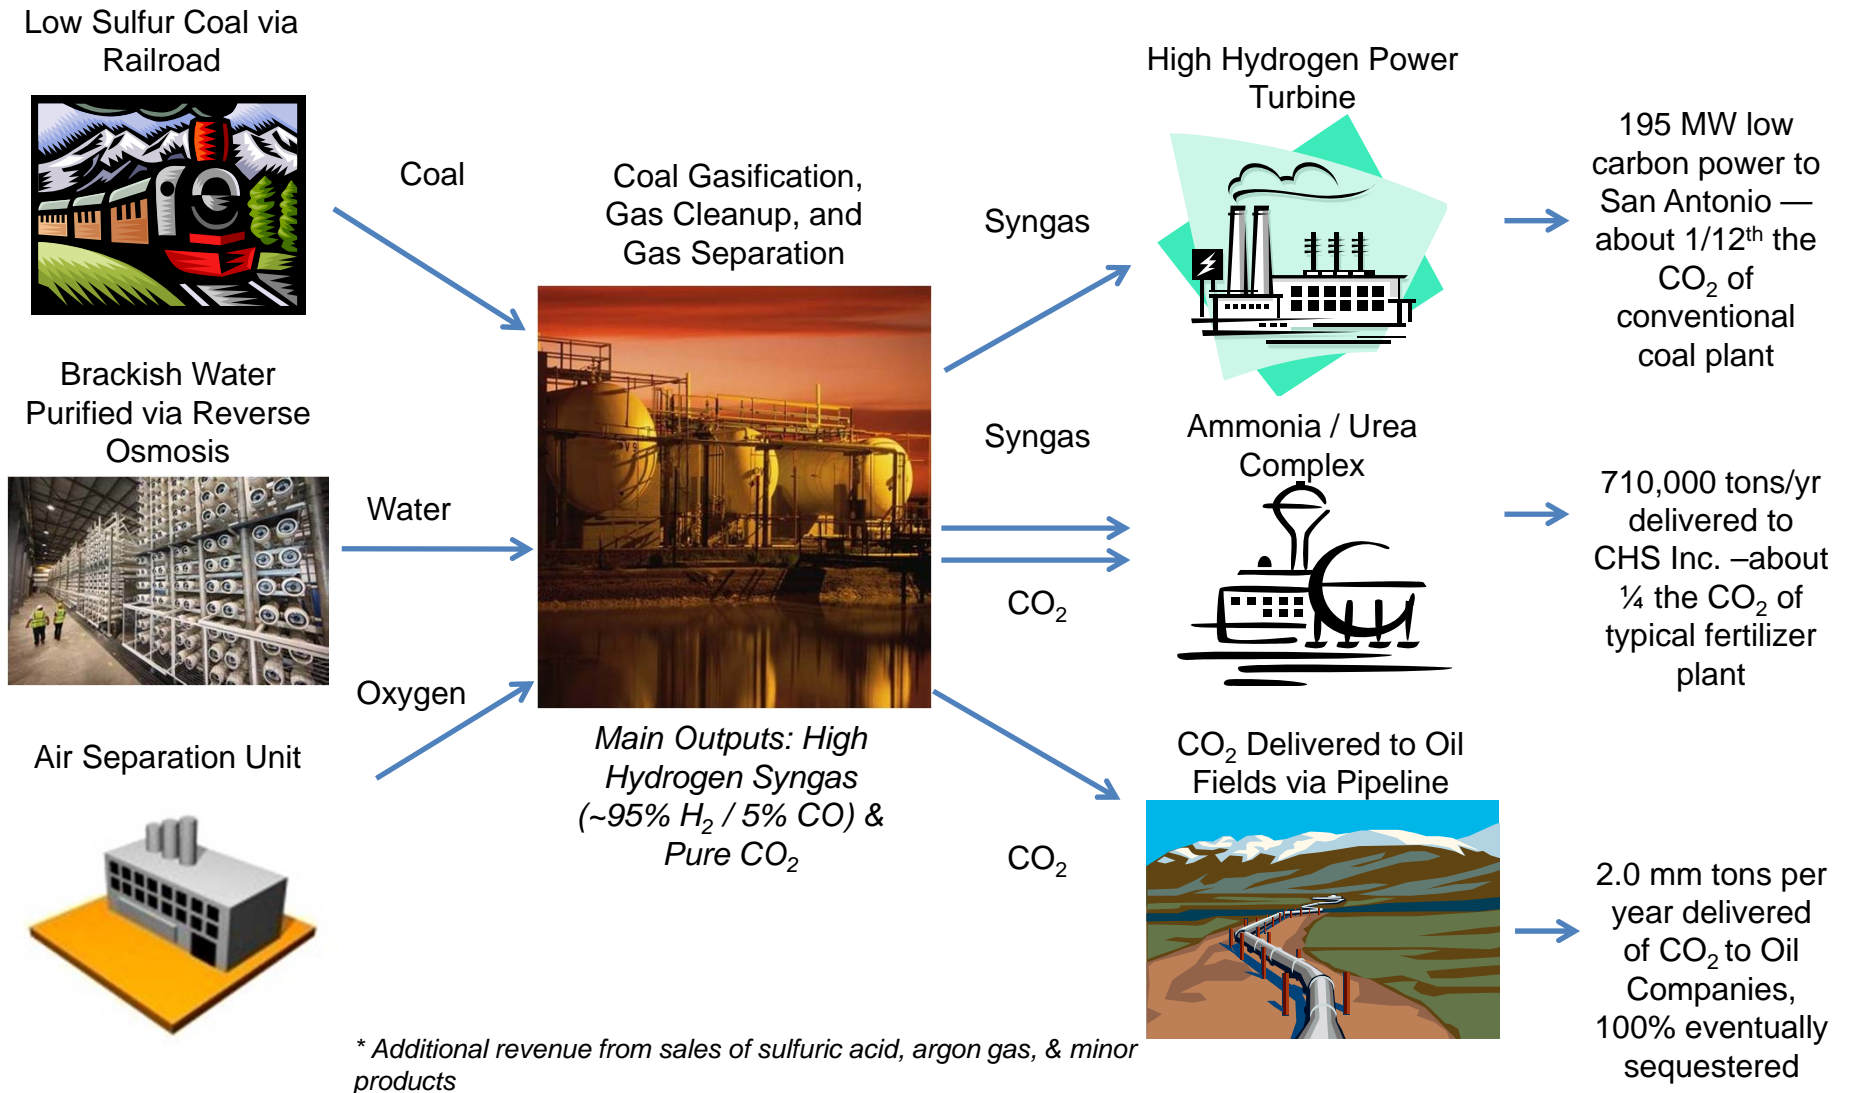 Low Sulfur Coal via
Railroad
Coal
Brackish Water
Purified via Reverse
Osmosis
Water
Oxygen
Air Separation Unit
Coal Gasification,
Gas Cleanup, and
Gas Separation
Main Outputs: High
Hydrogen Syngas
(~95% H₂ / 5% CO) &
Pure CO₂
Syngas
High Hydrogen Power
Turbine
195 MW low
carbon power to
San Antonio —
about 1/12th the
CO₂ of
conventional
coal plant
Syngas
CO₂
Ammonia / Urea
Complex
710,000 tons/yr
delivered to
CHS Inc. –about
¼ the CO₂ of
typical fertilizer
plant
CO₂
CO₂ Delivered to Oil
Fields via Pipeline
2.0 mm tons per
year delivered
of CO₂ to Oil
Companies,
100% eventually
sequestered
* Additional revenue from sales of sulfuric acid, argon gas, & minor
products